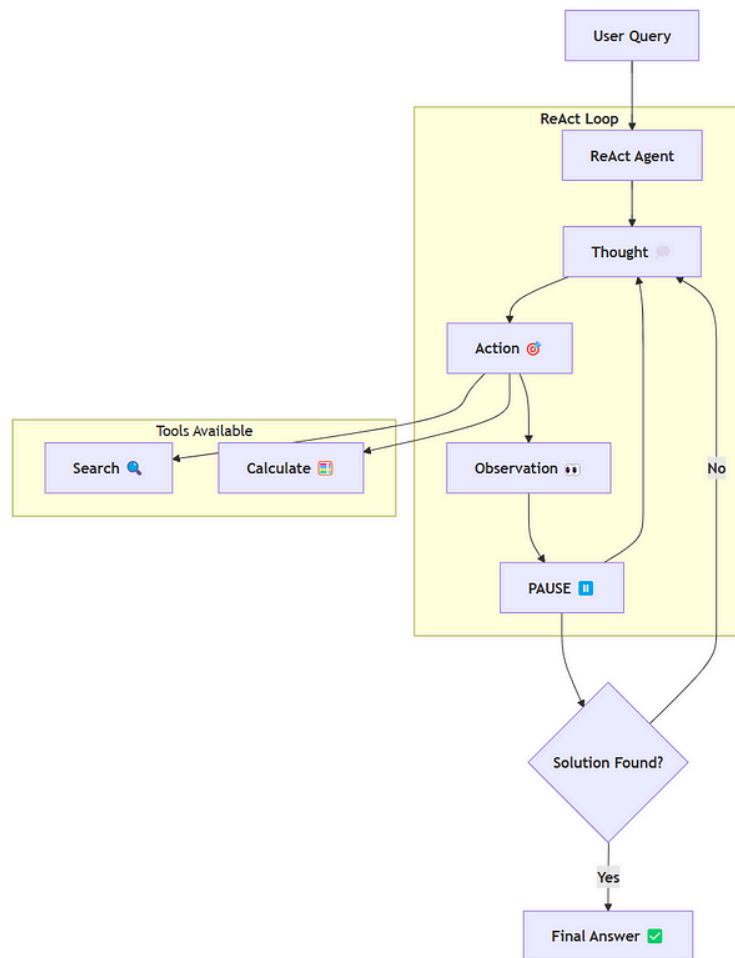 User Query
ReAct Loop
ReAct Agent
Thought 💭
Action 🎯
Tools Available
Search 🔍
Calculate 🧮
Observation 👀
No
PAUSE ⏸️
Solution Found?
Yes
Final Answer ✅